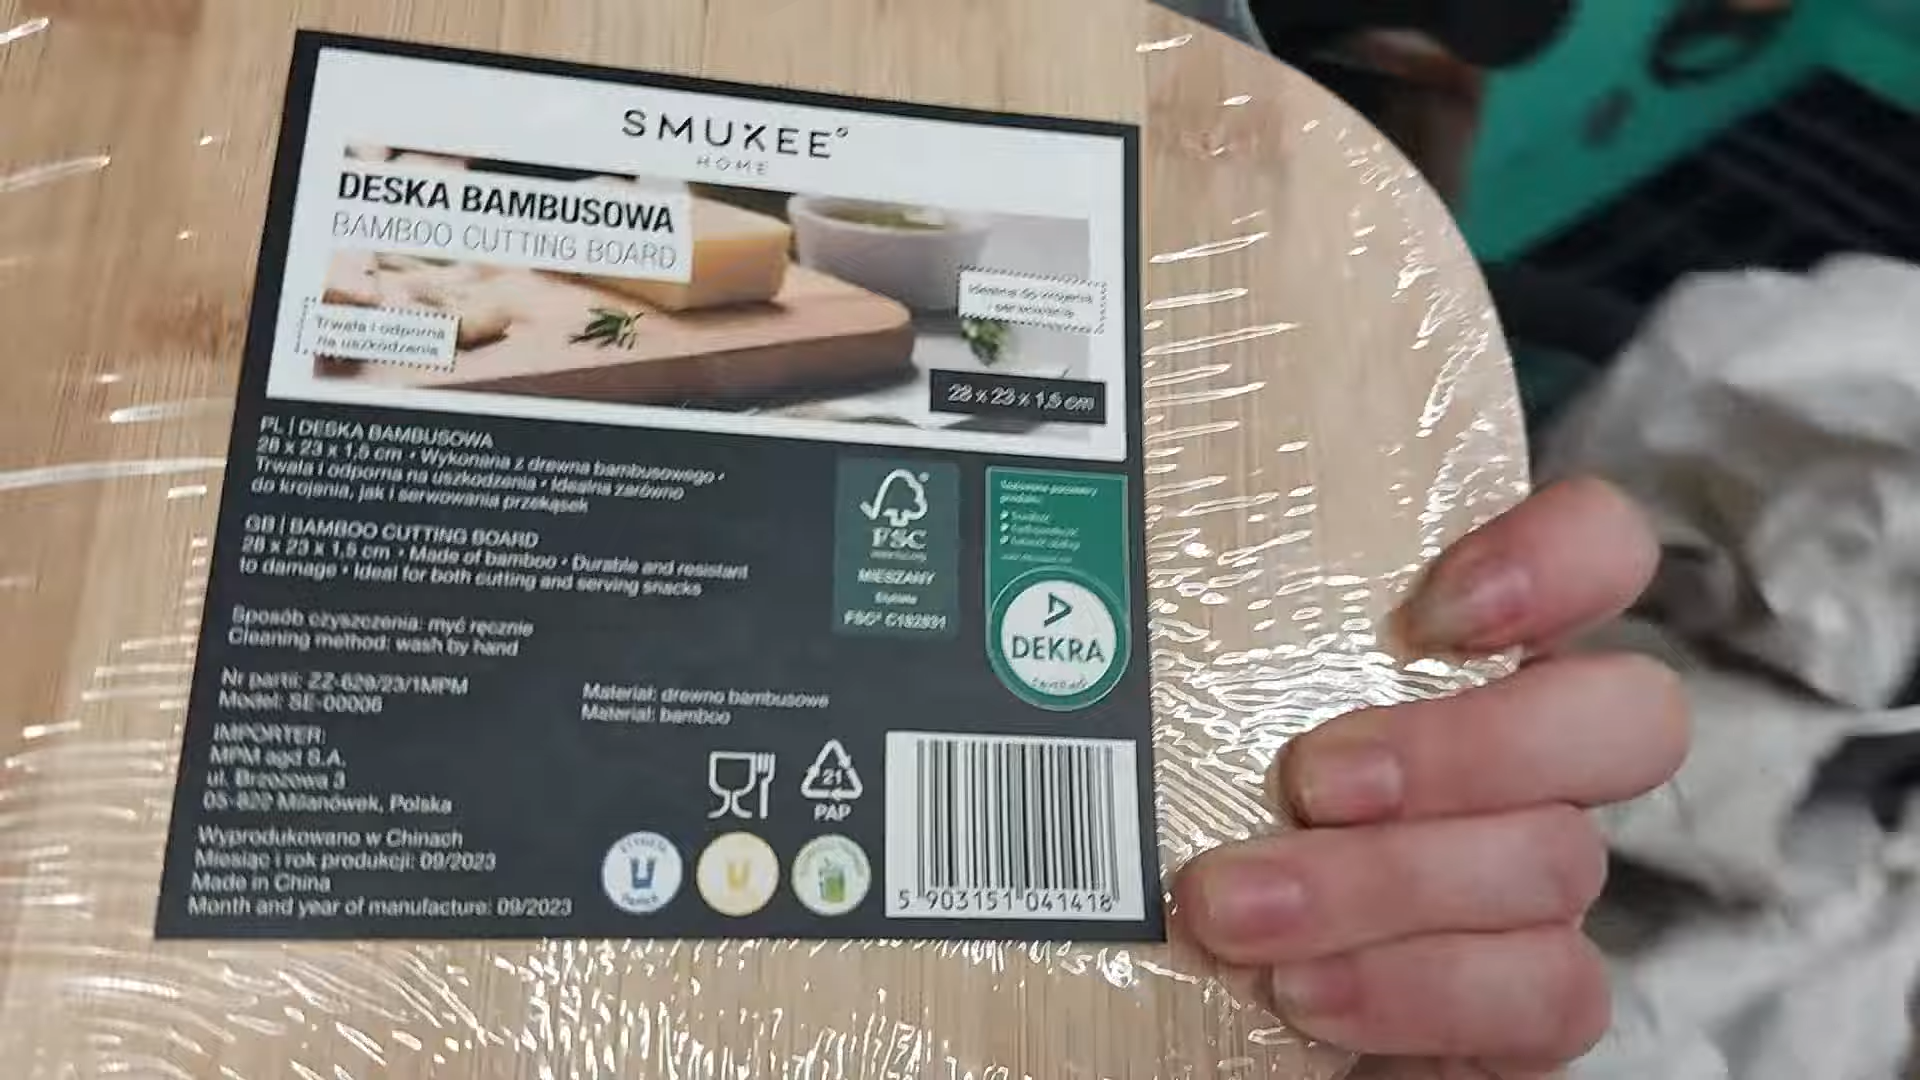 SMUKEE°
HOME
DESKA BAMBUSOWA
BAMBOO CUTTING BOARD
Trwała i odporna
na uszkodzenia
Idealna do krojenia
28 x 23 x 1,5 cm
PL | DESKA BAMBUSOWA
28 x 23 x 1,5 cm • Wykonana z drewna bambusowego •
Trwała i odporna na uszkodzenia • Idealna zarówno
do krojenia, jak i serwowania przekąsek
GB | BAMBOO CUTTING BOARD
28 x 23 x 1,5 cm • Made of bamboo • Durable and resistant
to damage • Ideal for both cutting and serving snacks
Sposób czyszczenia: myć ręcznie
Cleaning method: wash by hand
Nr partii: ZZ-629/23/1MPM
Model: SE-00006
IMPORTER:
MPM agd S.A.
ul. Brzozowa 3
05-822 Milanówek, Polska
Wyprodukowano w Chinach
Miesiąc i rok produkcji: 09/2023
Made in China
Month and year of manufacture: 09/2023
Materiał: drewno bambusowe
Material: bamboo
FSC
MIESZANY
FSC® C182831
DEKRA
21
PAP
5 903151 041418